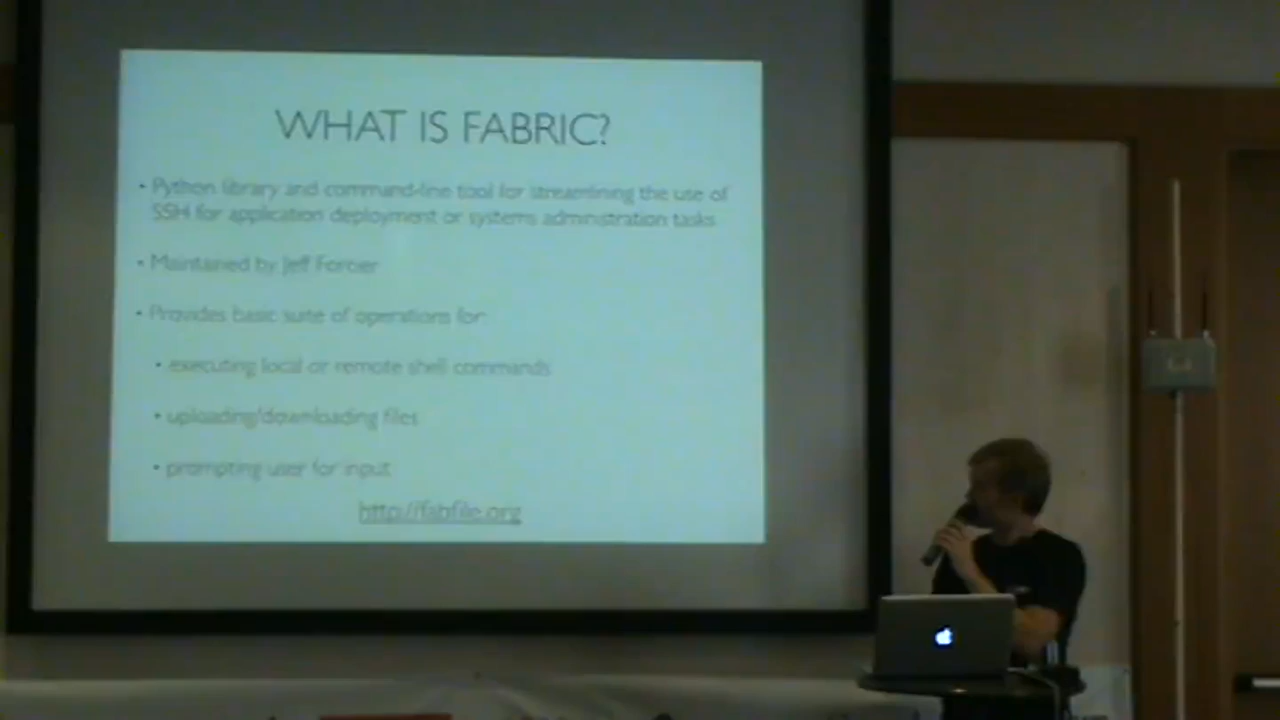 WHAT IS FABRIC?
• Python library and command-line tool for streamlining the use of
SSH for application deployment or systems administration tasks
• Maintained by Jeff Forcier
• Provides basic suite of operations for:
• executing local or remote shell commands
• uploading/downloading files
• prompting user for input
http://fabfile.org